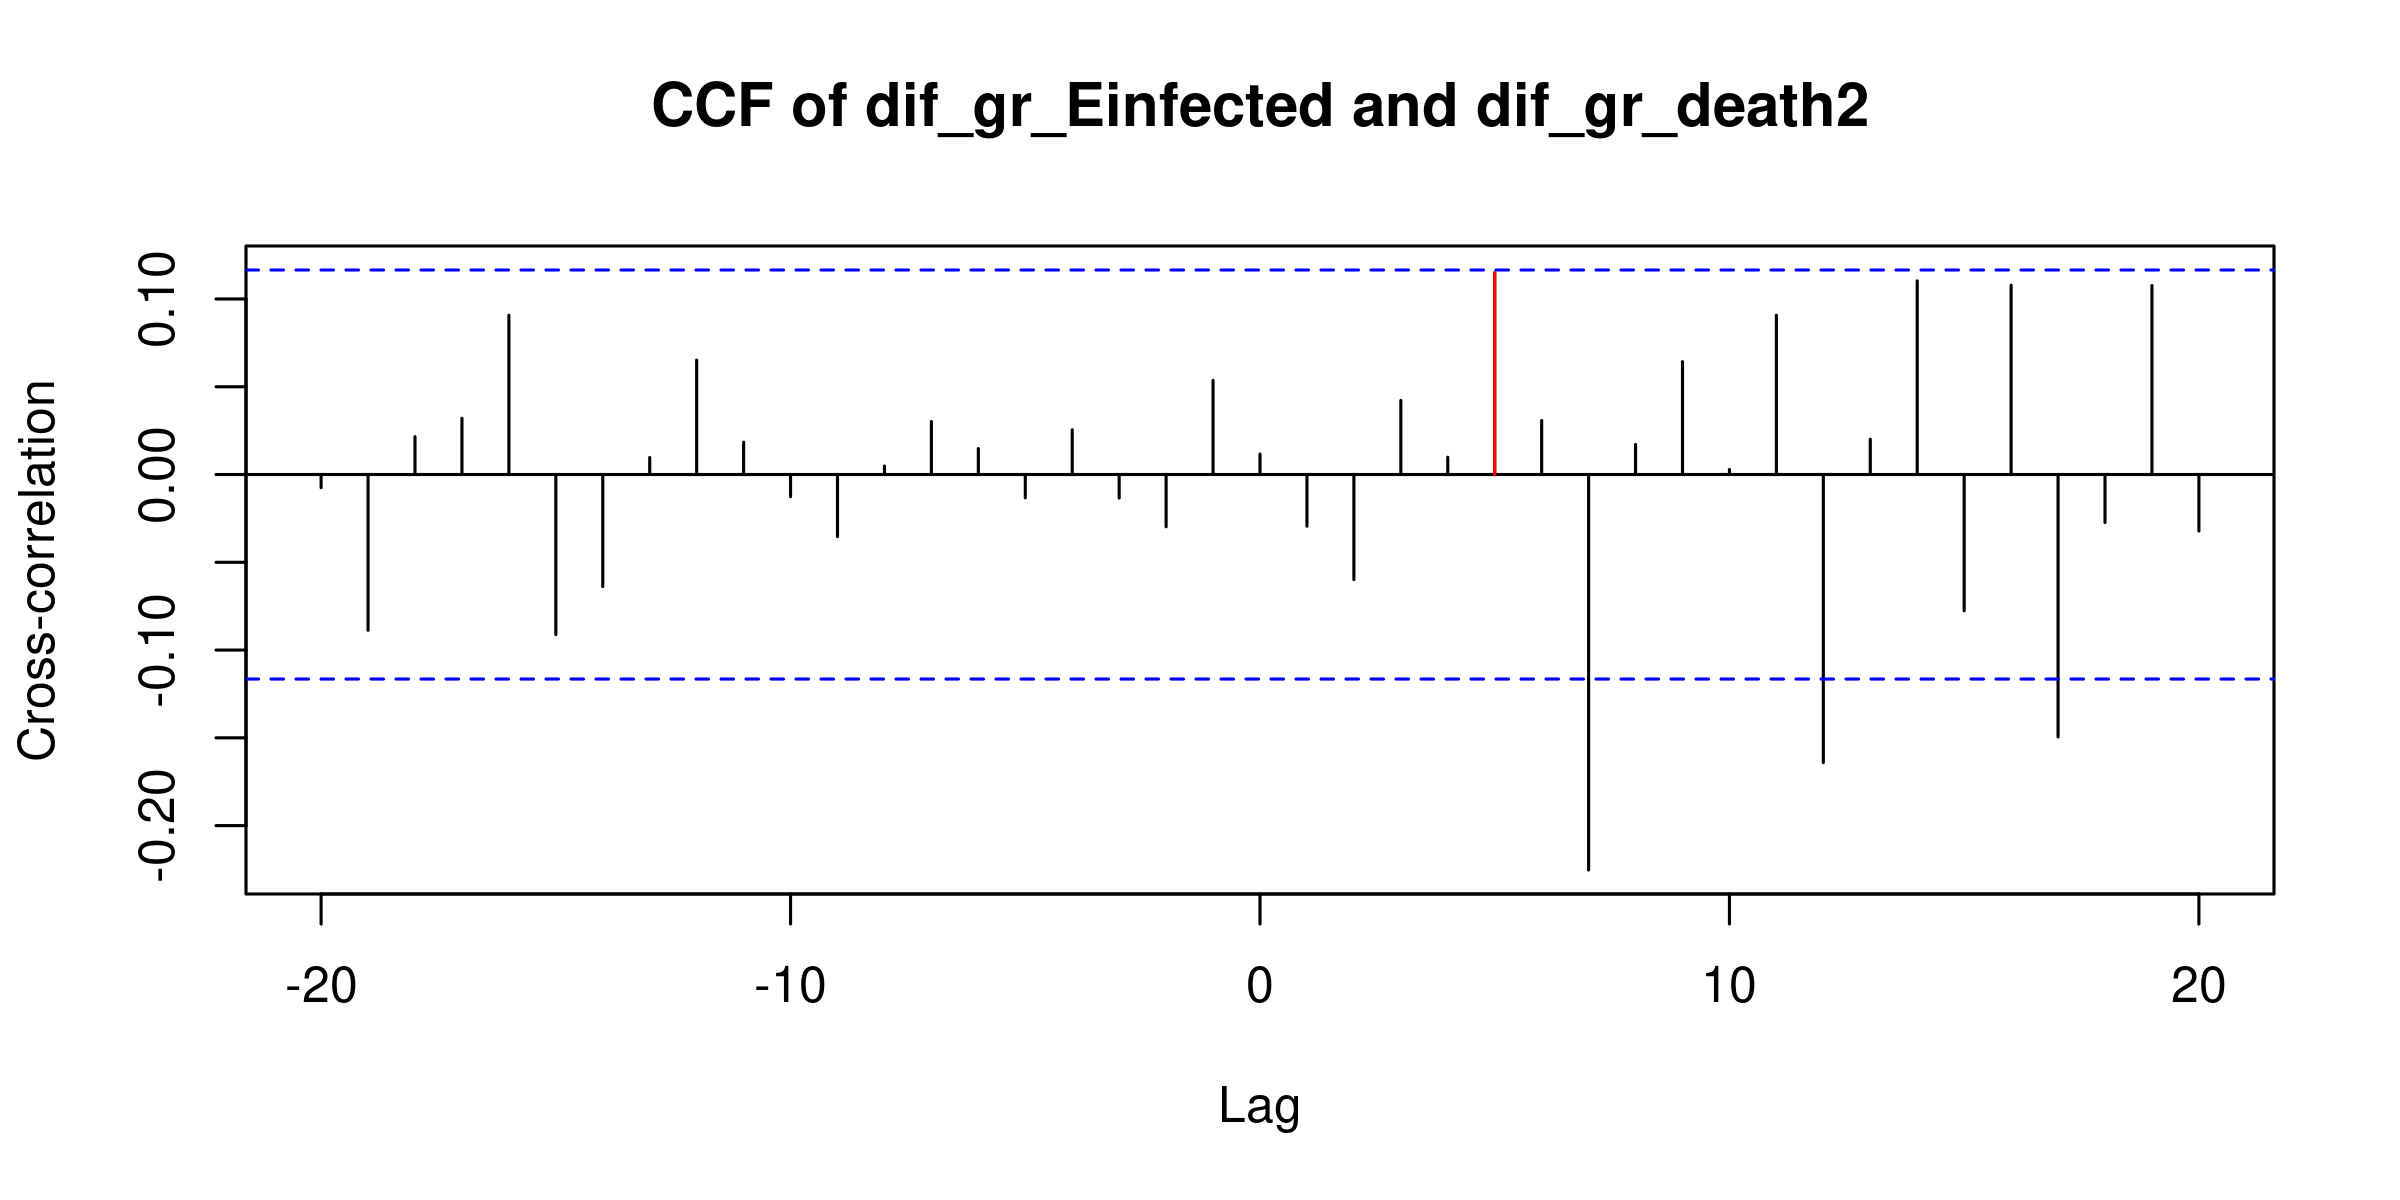 CCF of dif_gr_Einfected and dif_gr_death2
Cross-correlation
0.10
0.00
-0.10
-0.20
-20 -10 0 10 20
Lag